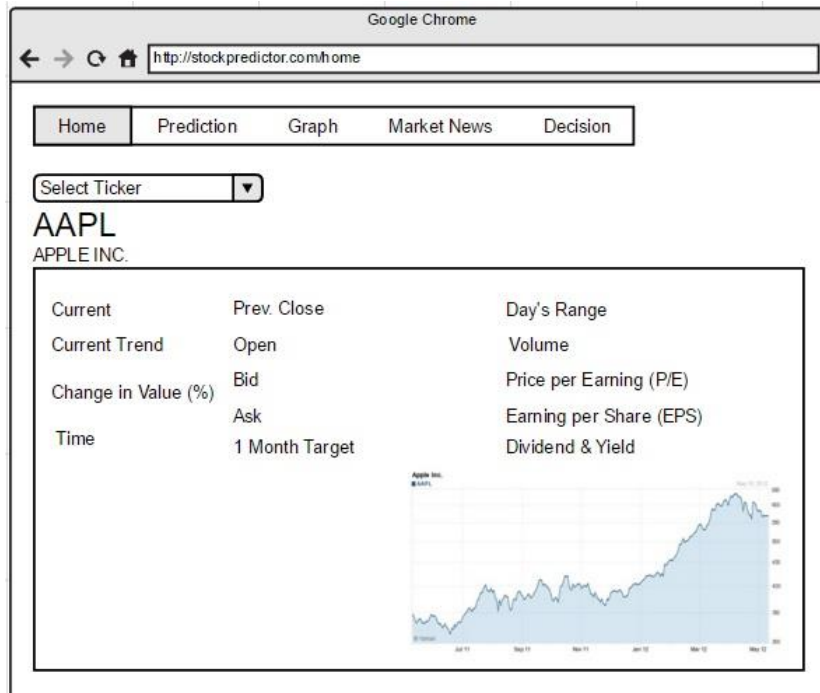 Google Chrome
http://stockpredictor.com/home
Home Prediction Graph Market News Decision
Select Ticker
AAPL
APPLE INC.
Current Prev. Close Day's Range
Current Trend Open Volume
Change in Value (%) Bid Price per Earning (P/E)
Ask Earning per Share (EPS)
Time 1 Month Target Dividend & Yield
Apple Inc.
AAPL
Jul 11 Sep 11 Nov 11 Jan 12 Mar 12 May 12